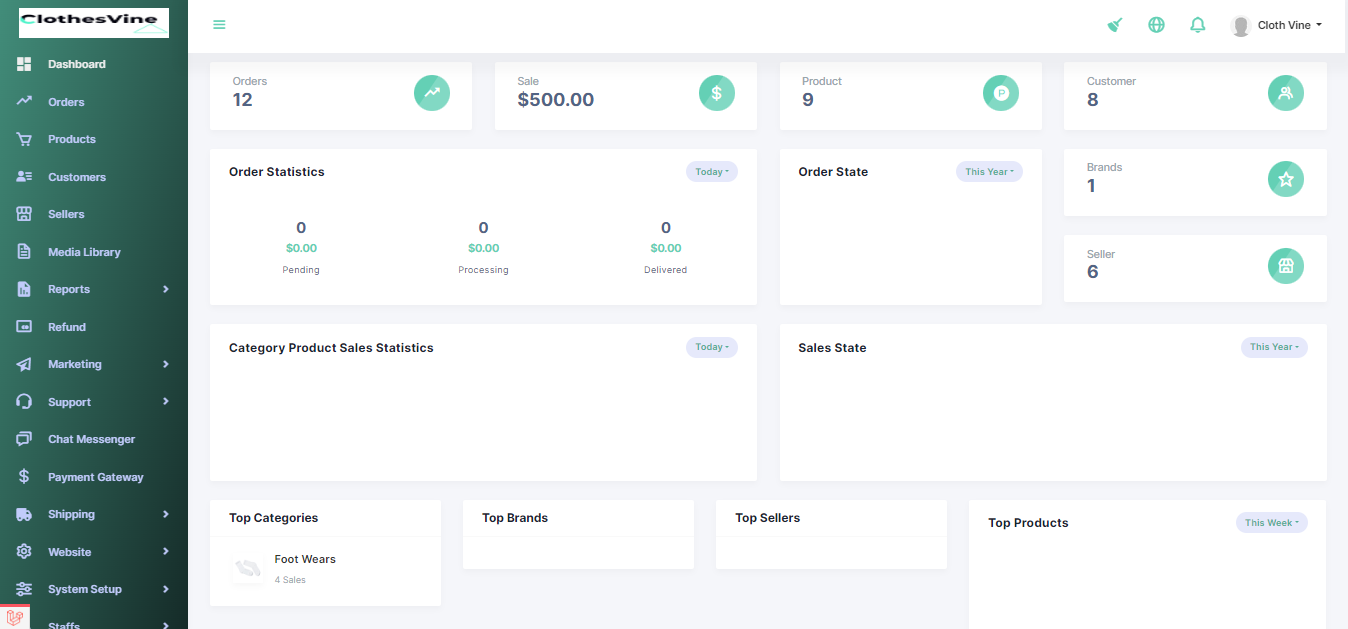 ClothesVine
Dashboard
Orders
Products
Customers
Sellers
Media Library
Reports
Refund
Marketing
Support
Chat Messenger
Payment Gateway
Shipping
Website
System Setup
Staffs
Cloth Vine
Orders
12
Sale
$500.00
Product
9
P
Customer
8
Order Statistics
Today
0
$0.00
Pending
0
$0.00
Processing
0
$0.00
Delivered
Order State
This Year
Brands
1
Seller
6
Category Product Sales Statistics
Today
Sales State
This Year
Top Categories
Foot Wears
4 Sales
Top Brands
Top Sellers
Top Products
This Week